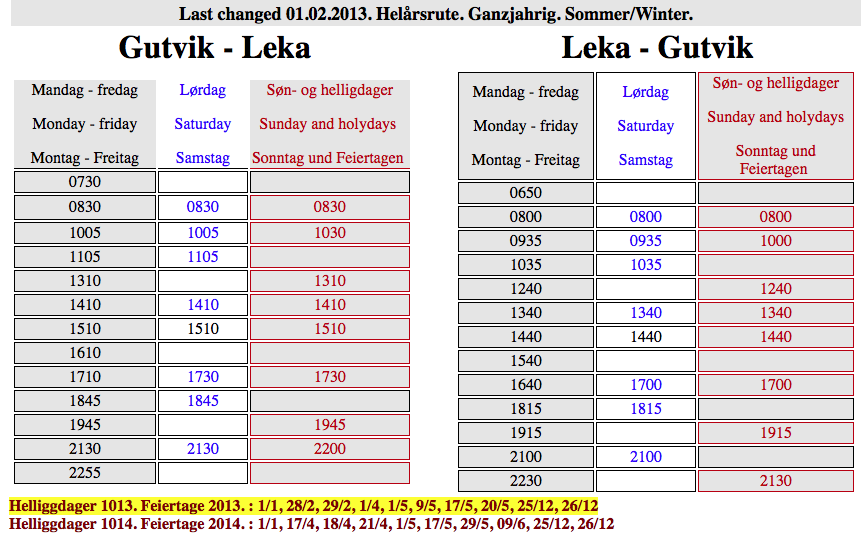 Last changed 01.02.2013. Helårsrute. Ganzjahrig. Sommer/Winter.
Gutvik - Leka
Mandag - fredag Lørdag Søn- og helligdager
Monday - friday Saturday Sunday and holydays
Montag - Freitag Samstag Sonntag und Feiertagen
0730
0830 0830 0830
1005 1005 1030
1105 1105
1310 1310
1410 1410 1410
1510 1510 1510
1610
1710 1730 1730
1845 1845
1945 1945
2130 2130 2200
2255
Leka - Gutvik
Mandag - fredag Lørdag Søn- og helligdager
Monday - friday Saturday Sunday and holydays
Montag - Freitag Samstag Sonntag und
Feiertagen
0650
0800 0800 0800
0935 0935 1000
1035 1035
1240 1240
1340 1340 1340
1440 1440 1440
1540
1640 1700 1700
1815 1815
1915 1915
2100 2100
2230 2130
Helliggdager 1013. Feiertage 2013. : 1/1, 28/2, 29/2, 1/4, 1/5, 9/5, 17/5, 20/5, 25/12, 26/12
Helliggdager 1014. Feiertage 2014. : 1/1, 17/4, 18/4, 21/4, 1/5, 17/5, 29/5, 09/6, 25/12, 26/12